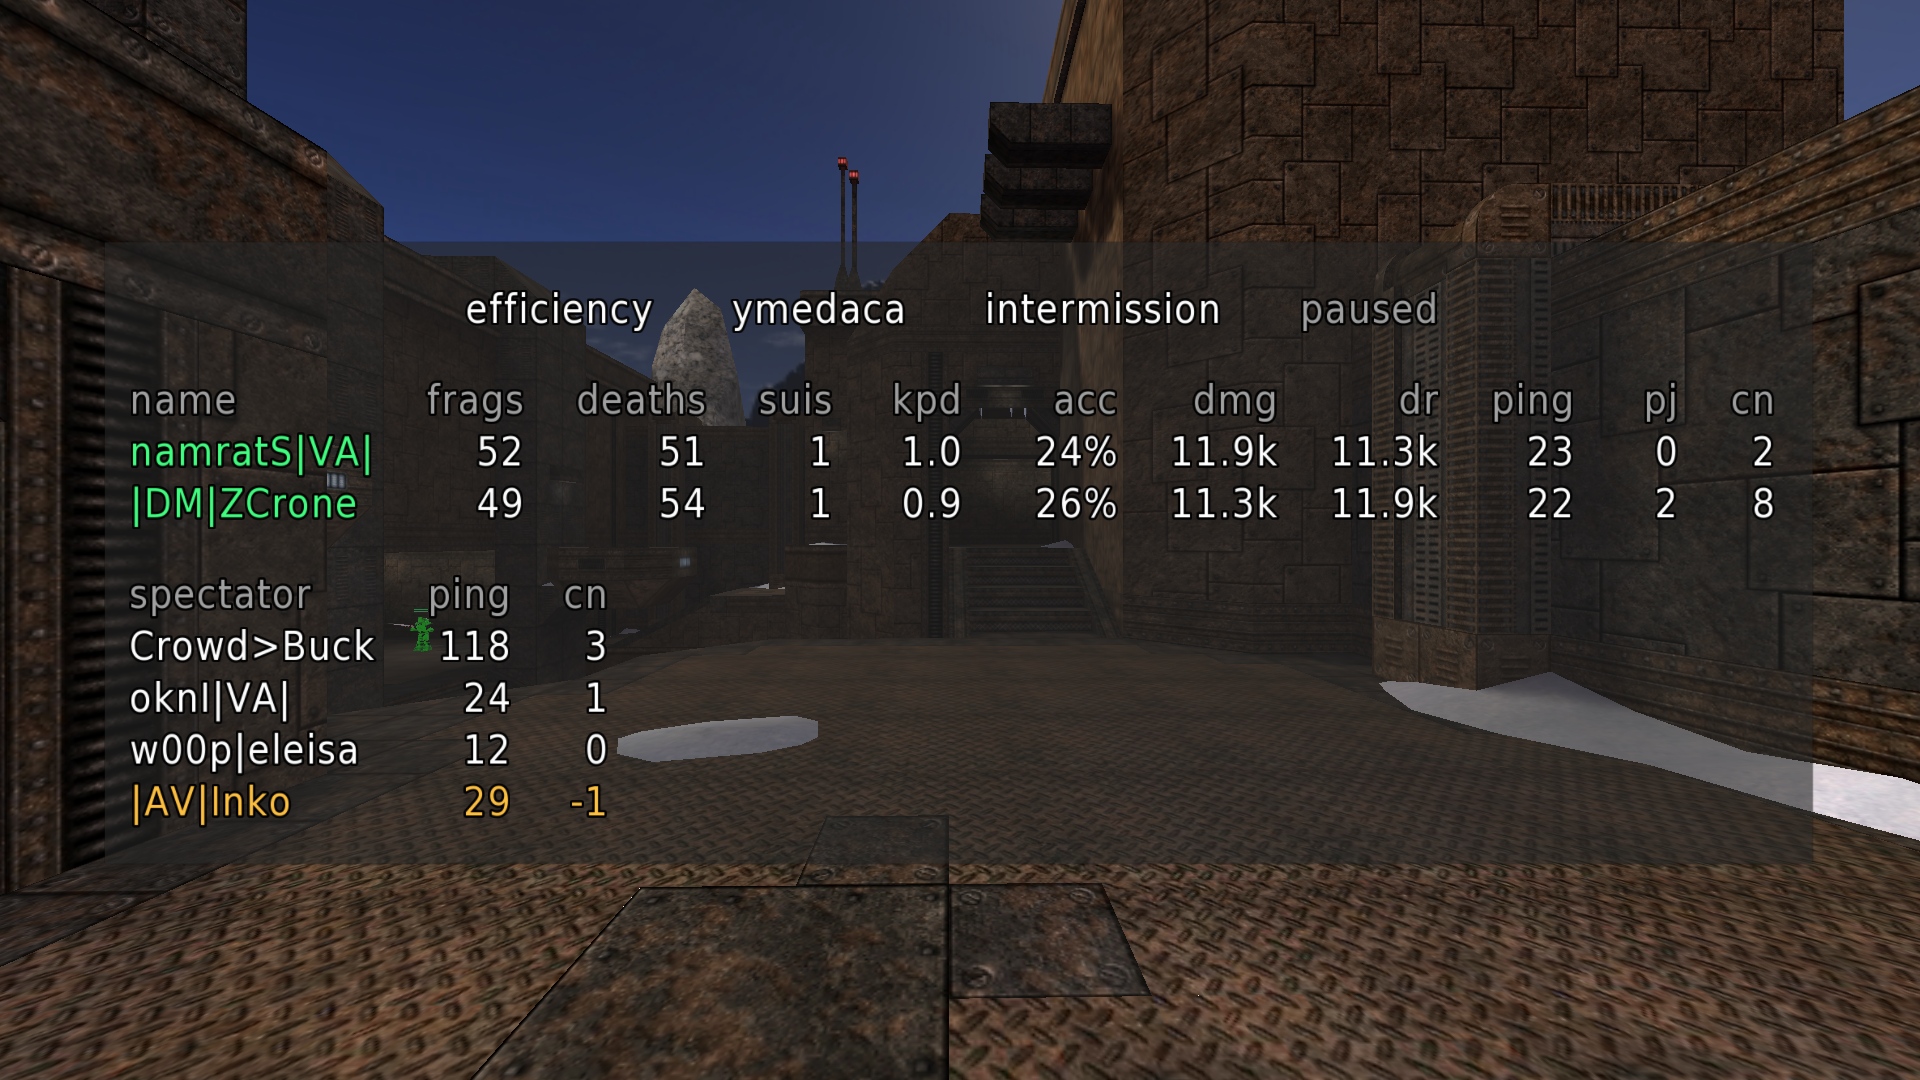 efficiency ymedaca intermission paused
name frags deaths suis kpd acc dmg dr ping pj cn
namratS|VA| 52 51 1 1.0 24% 11.9k 11.3k 23 0 2
|DM|ZCrone 49 54 1 0.9 26% 11.3k 11.9k 22 2 8
spectator ping cn
Crowd>Buck 118 3
oknI|VA| 24 1
w00p|eleisa 12 0
|AV|Inko 29 -1